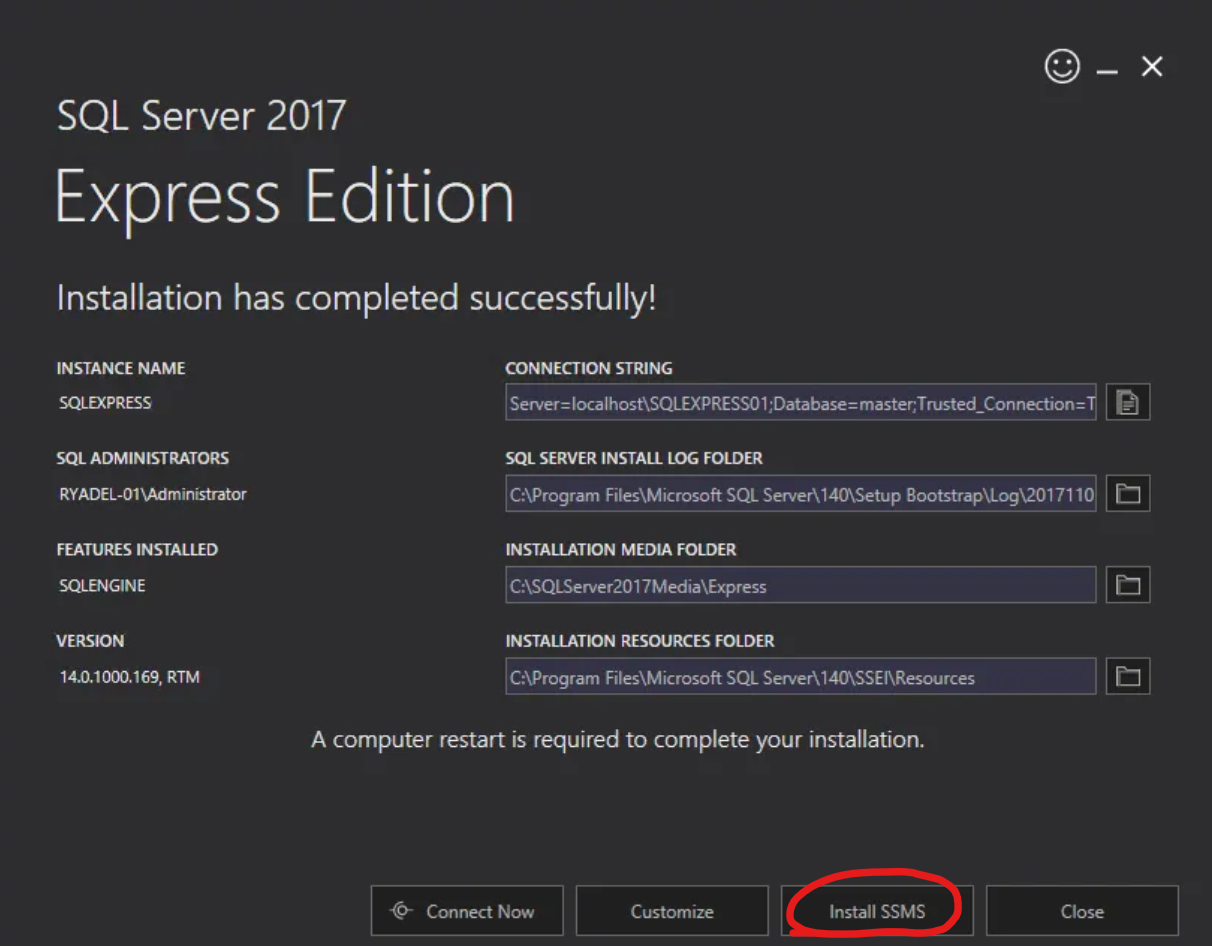 SQL Server 2017
Express Edition
Installation has completed successfully!
INSTANCE NAME
SQLEXPRESS
CONNECTION STRING
Server=localhost\SQLEXPRESS01;Database=master;Trusted_Connection=T
SQL ADMINISTRATORS
RYADEL-01\Administrator
SQL SERVER INSTALL LOG FOLDER
C:\Program Files\Microsoft SQL Server\140\Setup Bootstrap\Log\2017110
FEATURES INSTALLED
SQLENGINE
INSTALLATION MEDIA FOLDER
C:\SQLServer2017Media\Express
VERSION
14.0.1000.169, RTM
INSTALLATION RESOURCES FOLDER
C:\Program Files\Microsoft SQL Server\140\SSEI\Resources
A computer restart is required to complete your installation.
Connect Now
Customize
Install SSMS
Close